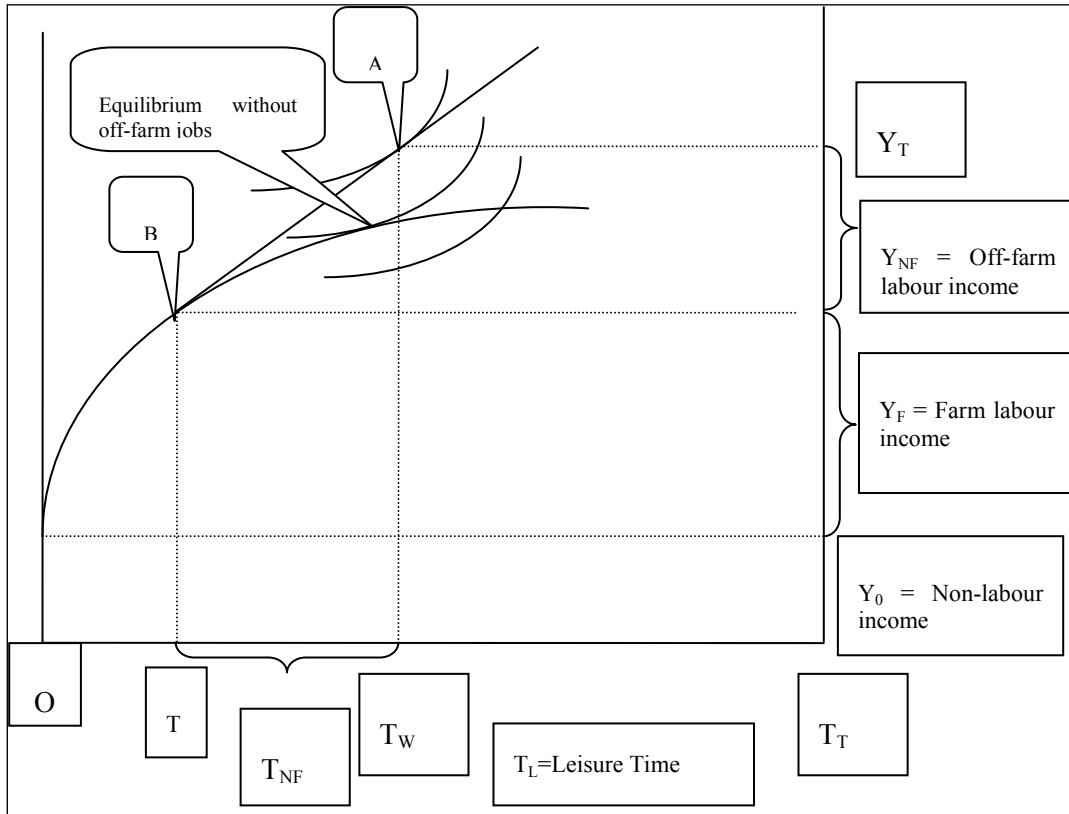 A
Equilibrium without
off-farm jobs
Y_T
B
Y_NF = Off-farm
labour income
Y_F = Farm labour
income
Y_0 = Non-labour
income
O
T
T_NF
T_W
T_L=Leisure Time
T_T